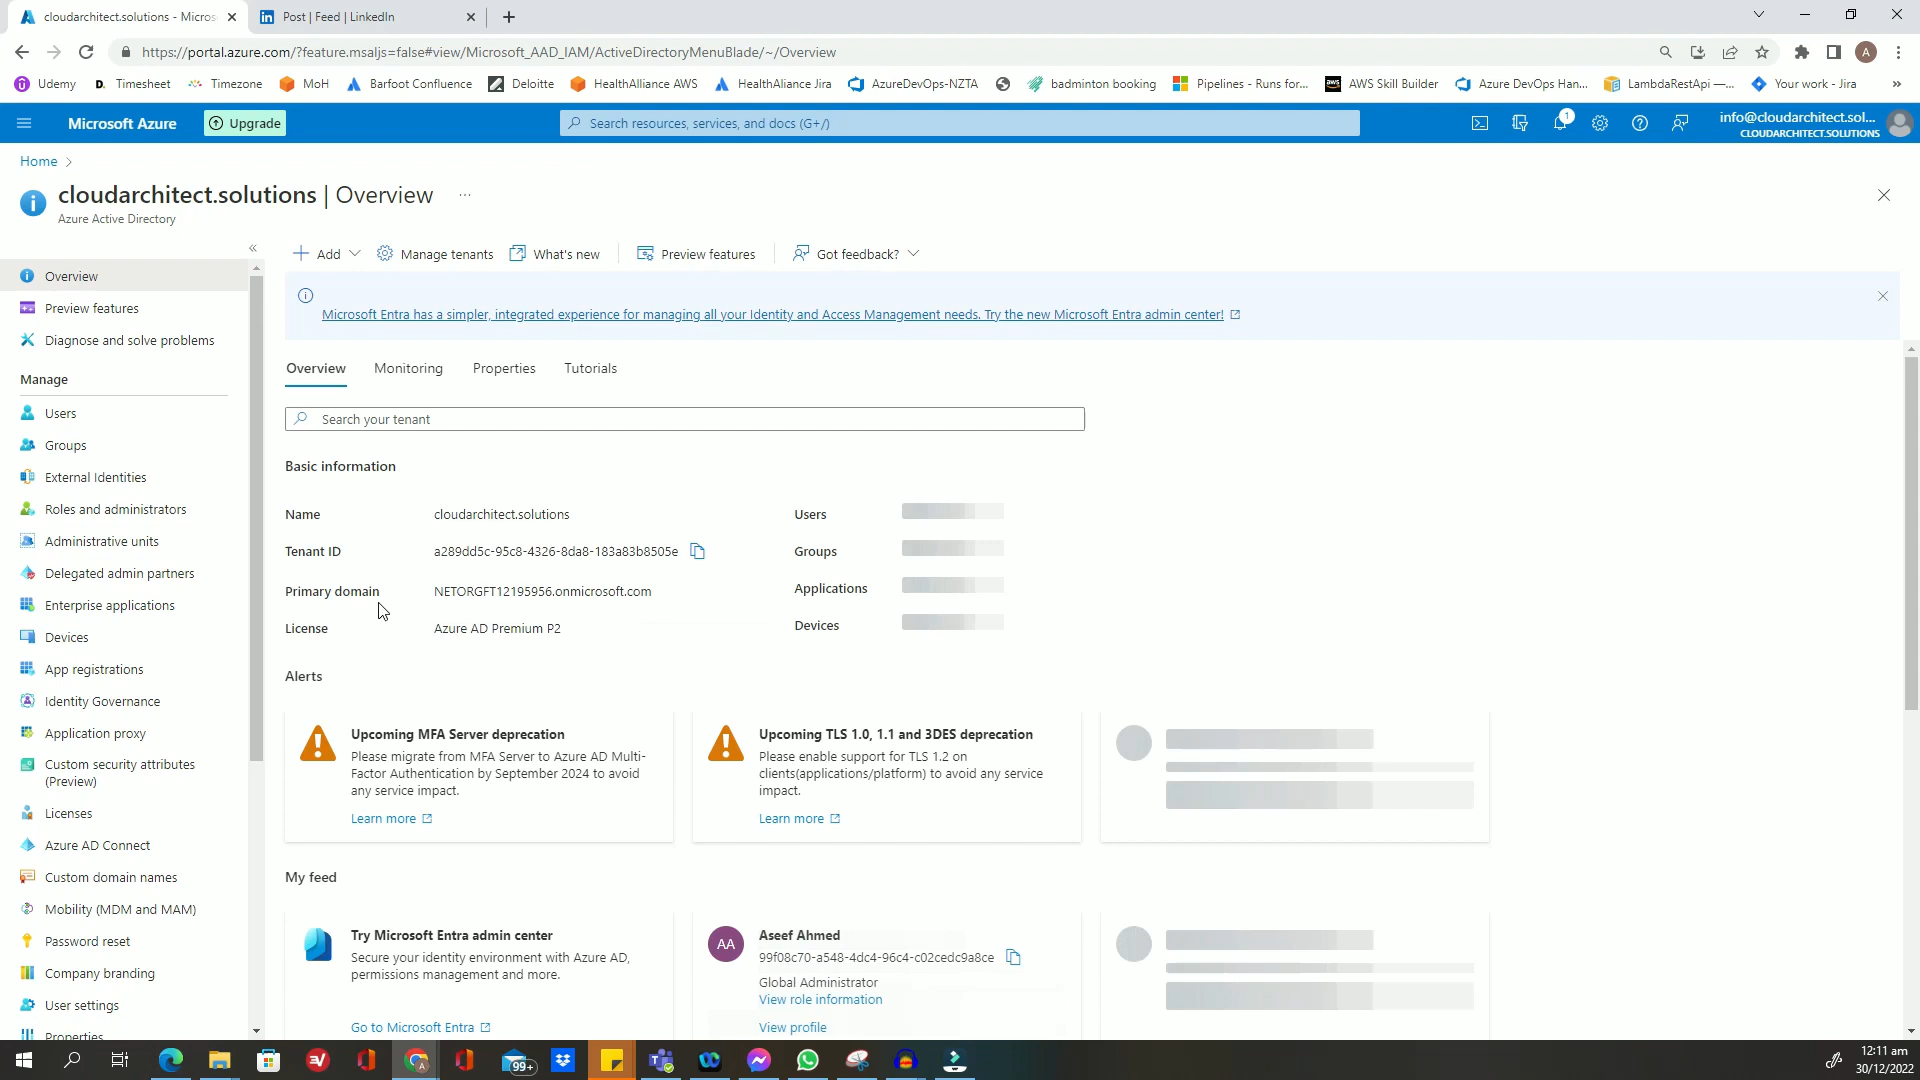 cloudarchitect.solutions - Micros
Post | Feed | LinkedIn
https://portal.azure.com/?feature.msaljs=false#view/Microsoft_AAD_IAM/ActiveDirectoryMenuBlade/~/Overview
A
Udemy
Timesheet
Timezone
MoH
Barfoot Confluence
Deloitte
HealthAlliance AWS
HealthAliance Jira
AzureDevOps-NZTA
badminton booking
Pipelines - Runs for...
AWS Skill Builder
Azure DevOps Han...
LambdaRestApi —...
Your work - Jira
»
Microsoft Azure
Upgrade
Search resources, services, and docs (G+/)
1
info@cloudarchitect.sol...
CLOUDARCHITECT.SOLUTIONS
Home >
cloudarchitect.solutions | Overview ...
Azure Active Directory
«
Overview
Preview features
Diagnose and solve problems
Manage
Users
Groups
External Identities
Roles and administrators
Administrative units
Delegated admin partners
Enterprise applications
Devices
App registrations
Identity Governance
Application proxy
Custom security attributes
(Preview)
Licenses
Azure AD Connect
Custom domain names
Mobility (MDM and MAM)
Password reset
Company branding
User settings
Properties
Add
Manage tenants
What's new
Preview features
Got feedback?
Microsoft Entra has a simpler, integrated experience for managing all your Identity and Access Management needs. Try the new Microsoft Entra admin center!
Overview
Monitoring
Properties
Tutorials
Search your tenant
Basic information
Name
cloudarchitect.solutions
Users
Tenant ID
a289dd5c-95c8-4326-8da8-183a83b8505e
Groups
Primary domain
NETORGFT12195956.onmicrosoft.com
Applications
License
Azure AD Premium P2
Devices
Alerts
Upcoming MFA Server deprecation
Please migrate from MFA Server to Azure AD Multi-
Factor Authentication by September 2024 to avoid
any service impact.
Learn more
Upcoming TLS 1.0, 1.1 and 3DES deprecation
Please enable support for TLS 1.2 on
clients(applications/platform) to avoid any service
impact.
Learn more
My feed
Try Microsoft Entra admin center
Secure your identity environment with Azure AD,
permissions management and more.
Go to Microsoft Entra
AA
Aseef Ahmed
99f08c70-a548-4dc4-96c4-c02cedc9a8ce
Global Administrator
View role information
View profile
99+
12:11 am
30/12/2022